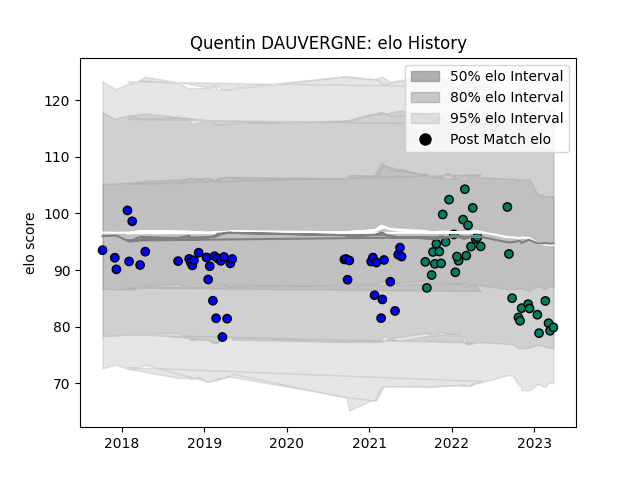 Quentin DAUVERGNE: elo History
50% elo Interval
80% elo Interval
95% elo Interval
Post Match elo
elo score
120
110
100
90
80
70
2018 2019 2020 2021 2022 2023